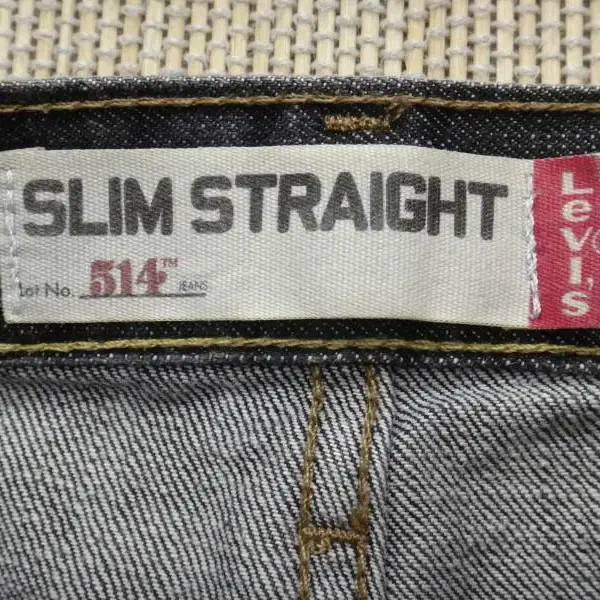 SLIM STRAIGHT
Lot No. 514™ JEANS
Levi's